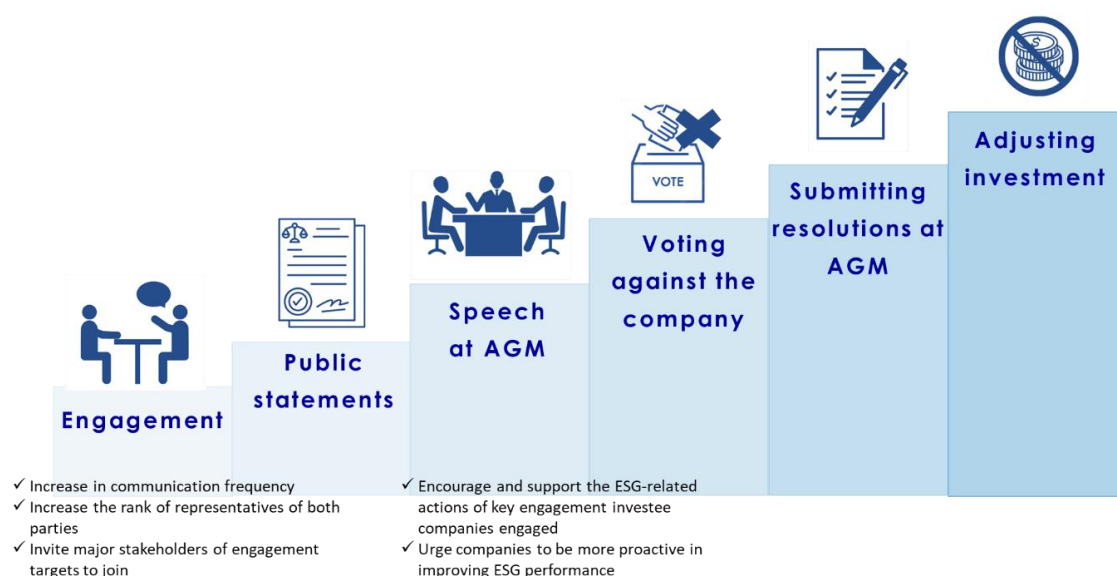 Engagement
Public
statements
Speech
at AGM
VOTE
Voting
against the
company
Submitting
resolutions at
AGM
$
Adjusting
investment
✓ Increase in communication frequency
✓ Increase the rank of representatives of both
parties
✓ Invite major stakeholders of engagement
targets to join
✓ Encourage and support the ESG-related
actions of key engagement investee
companies engaged
✓ Urge companies to be more proactive in
improving ESG performance